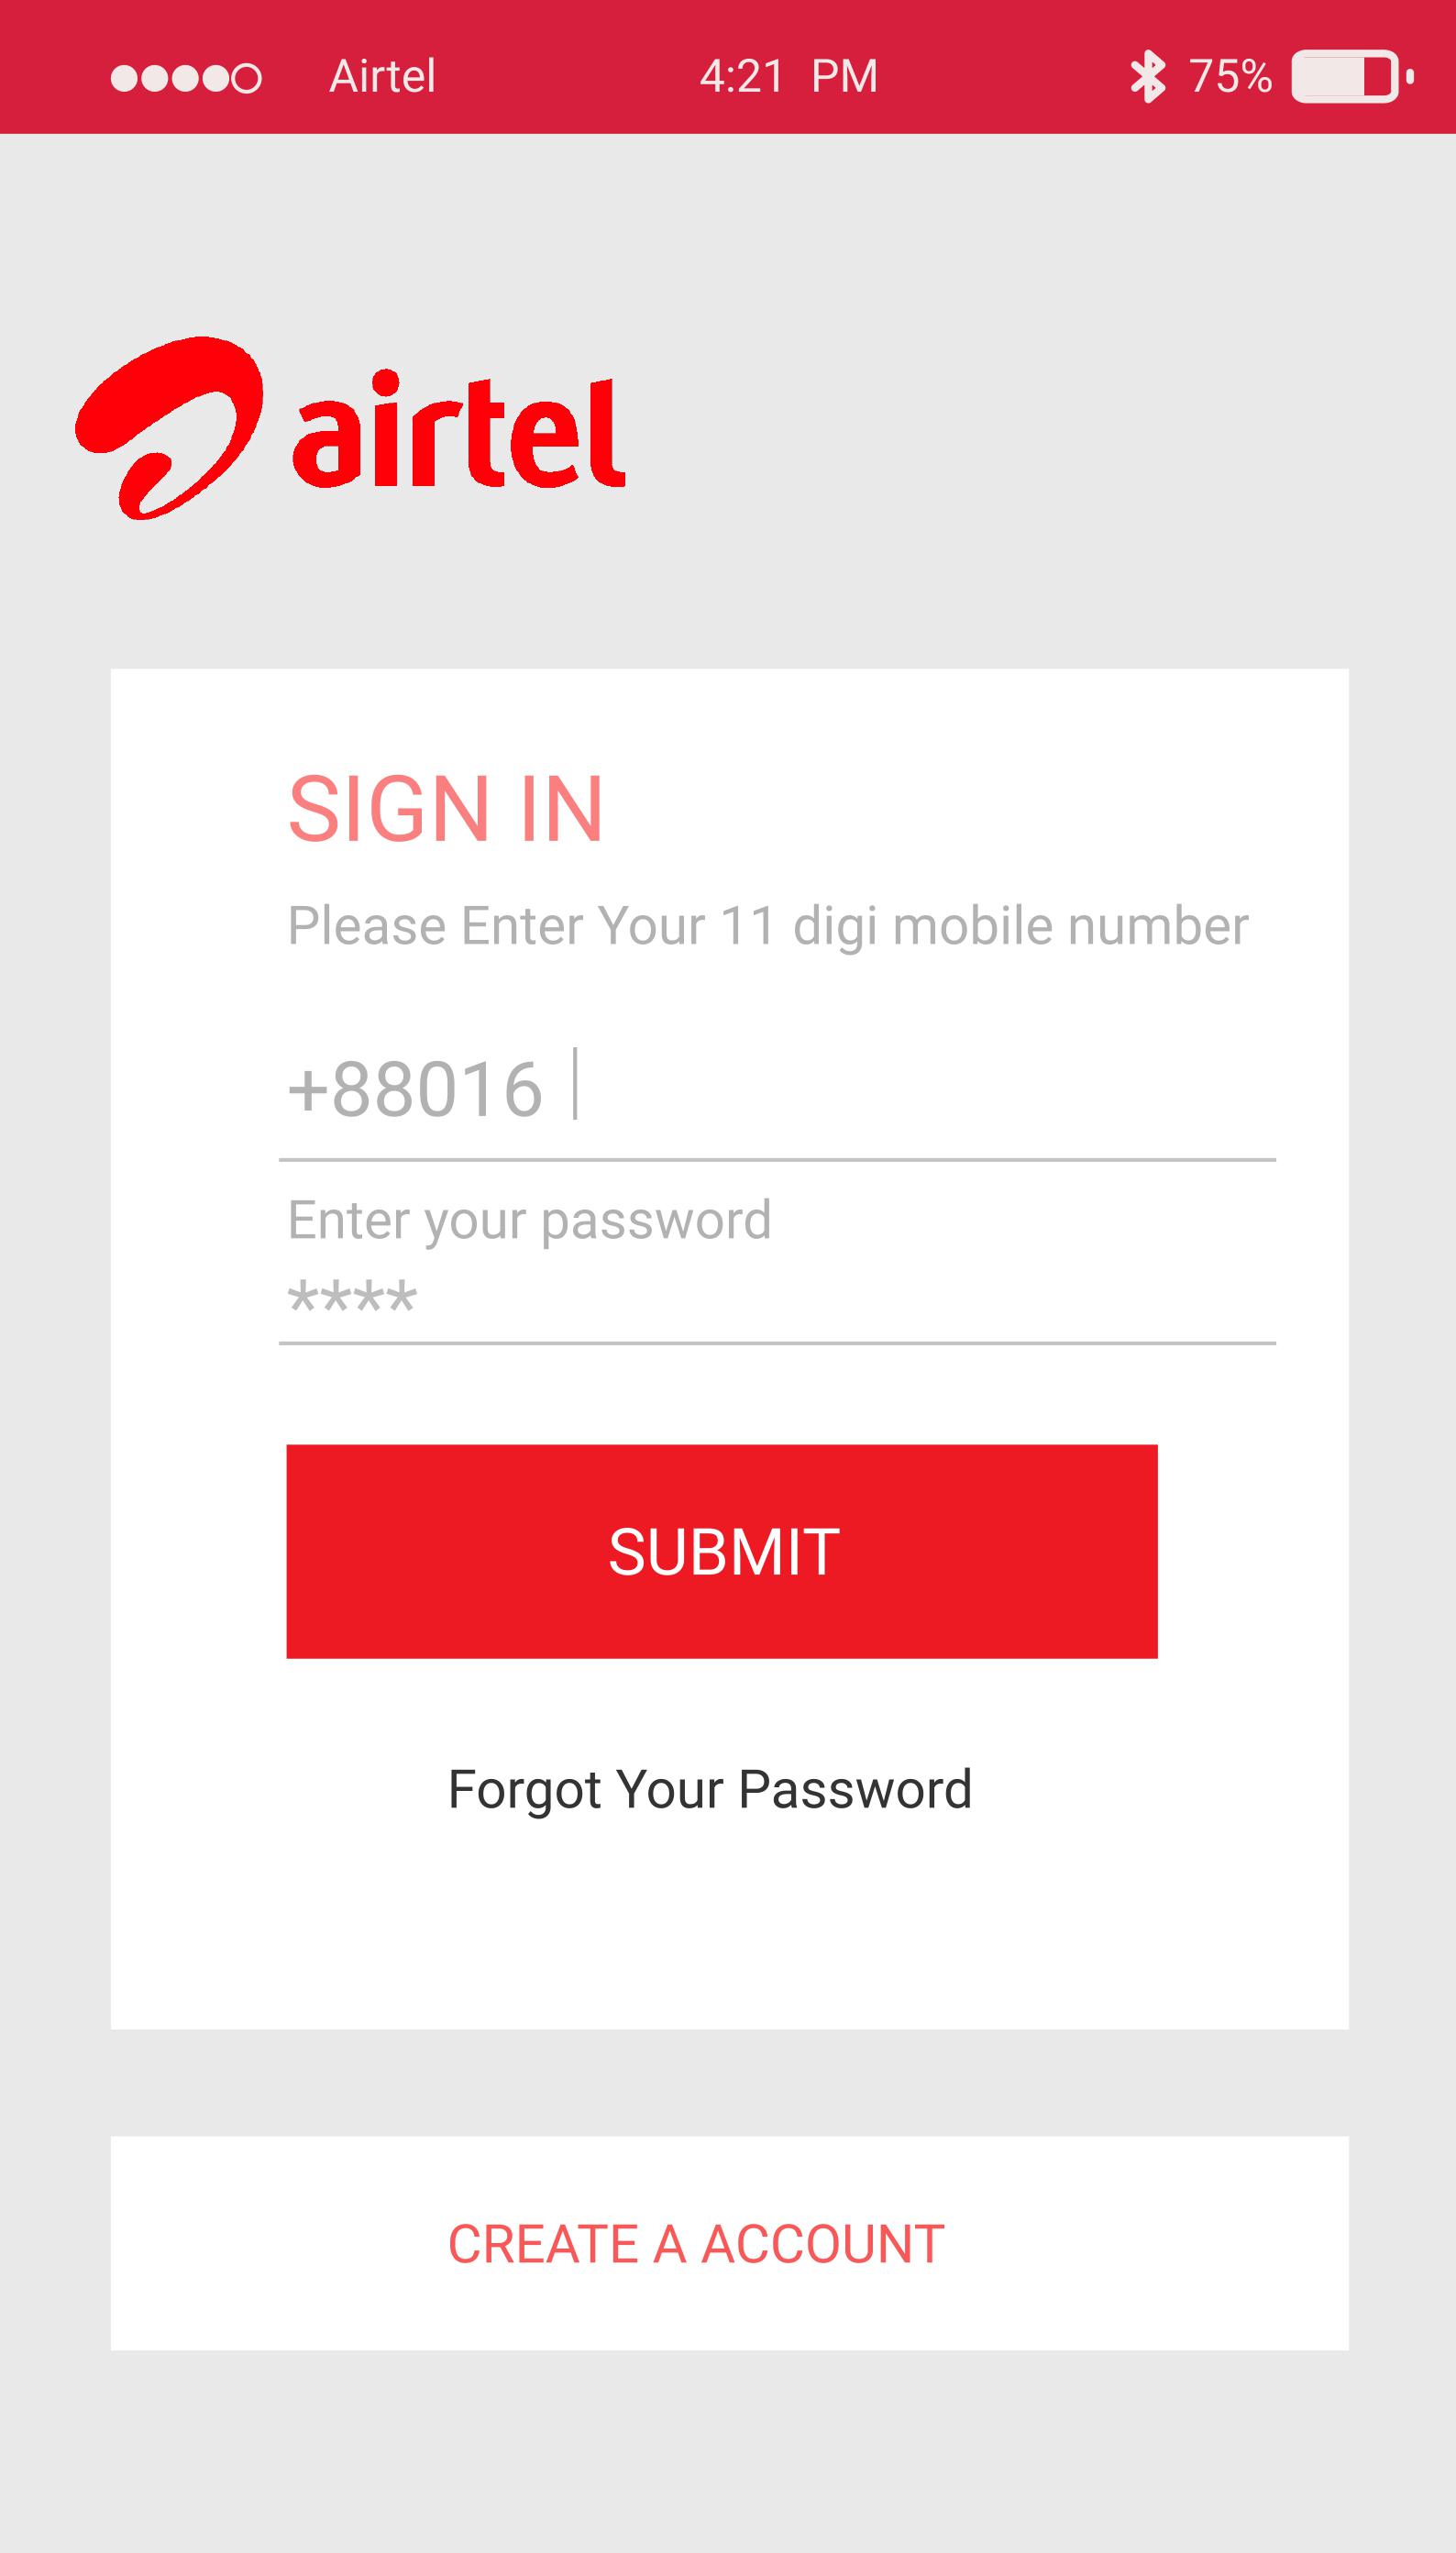 Airtel 4:21 PM 75%
airtel
SIGN IN
Please Enter Your 11 digi mobile number
+88016
Enter your password
****
SUBMIT
Forgot Your Password
CREATE A ACCOUNT